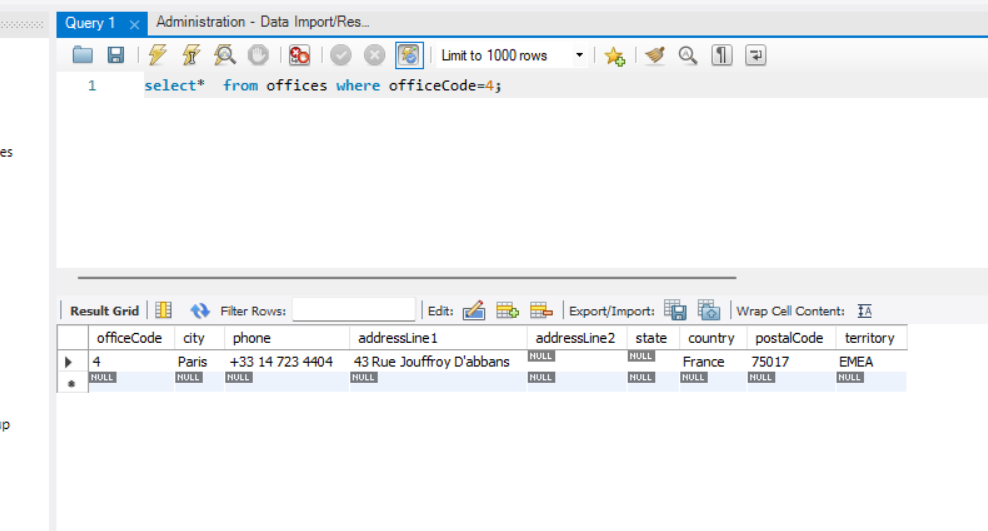 Query 1 Administration - Data Import/Res...
Limit to 1000 rows
1 select*  from offices where officeCode=4;
es
Result Grid Filter Rows: Edit: Export/Import: Wrap Cell Content: IA
officeCode city phone addressLine1 addressLine2 state country postalCode territory
4 Paris +33 14 723 4404 43 Rue Jouffroy D'abbans NULL NULL France 75017 EMEA
NULL NULL NULL NULL NULL NULL NULL NULL NULL
up